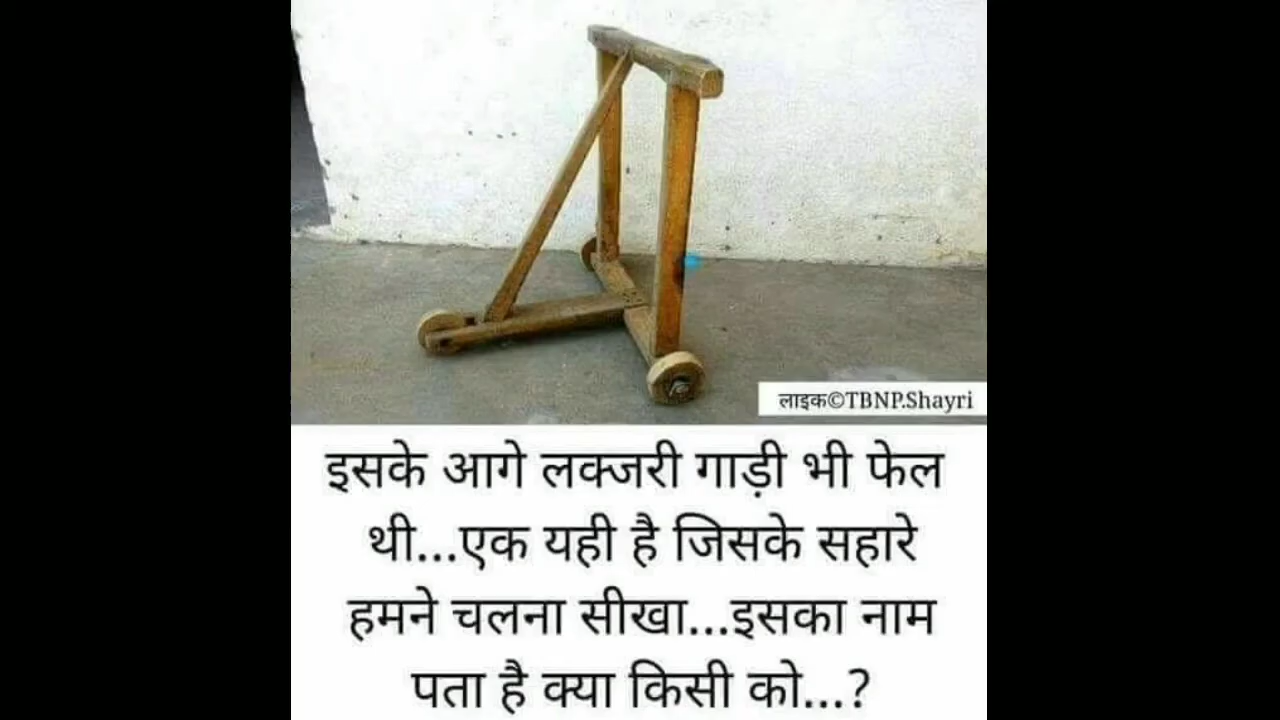 लाइक©TBNP.Shayri
इसके आगे लक्जरी गाड़ी भी फेल
थी...एक यही है जिसके सहारे
हमने चलना सीखा...इसका नाम
पता है क्या किसी को...?